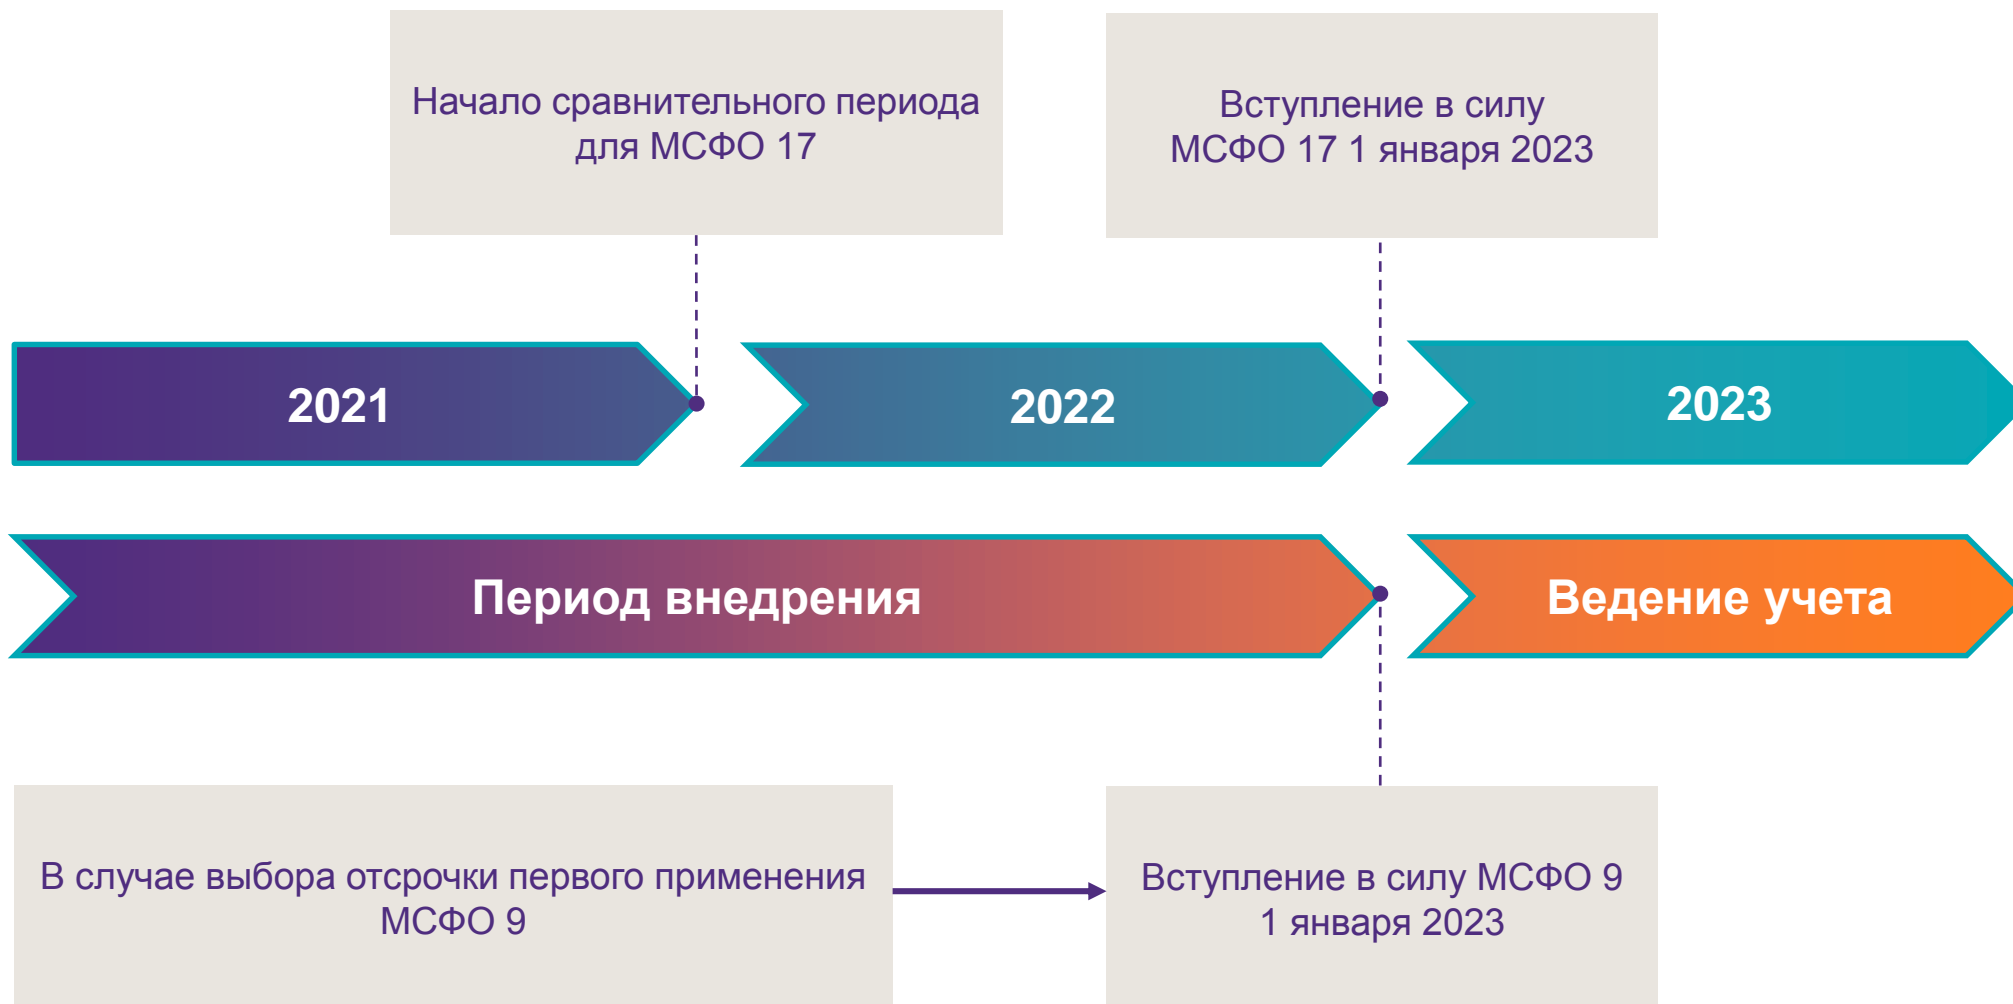 Начало сравнительного периода
для МСФО 17
Вступление в силу
МСФО 17 1 января 2023
2021
2022
2023
Период внедрения
Ведение учета
В случае выбора отсрочки первого применения
МСФО 9
Вступление в силу МСФО 9
1 января 2023